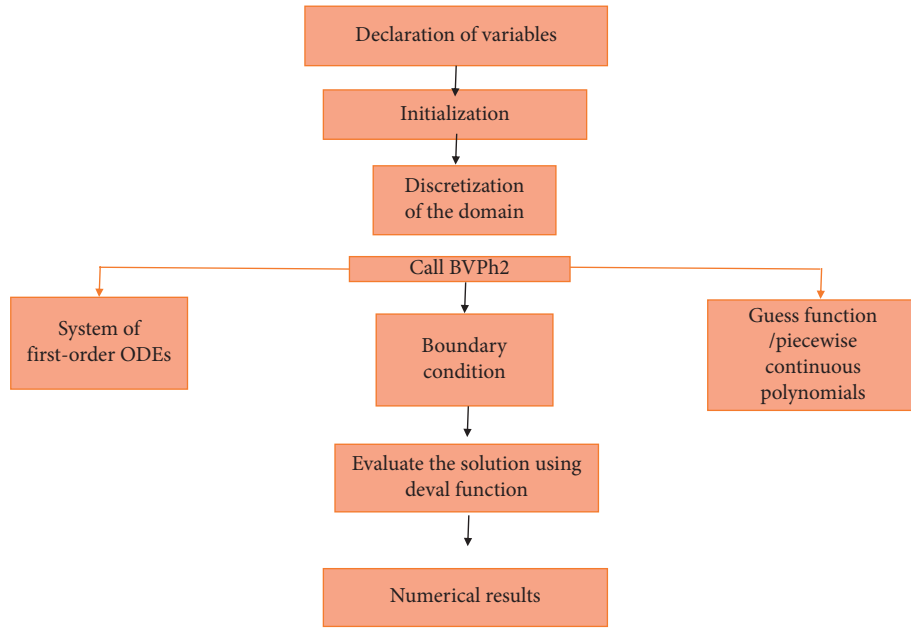 Declaration of variables
Initialization
Discretization
of the domain
Call BVPh2
System of
first-order ODEs
Boundary
condition
Guess function
/piecewise
continuous
polynomials
Evaluate the solution using
deval function
Numerical results